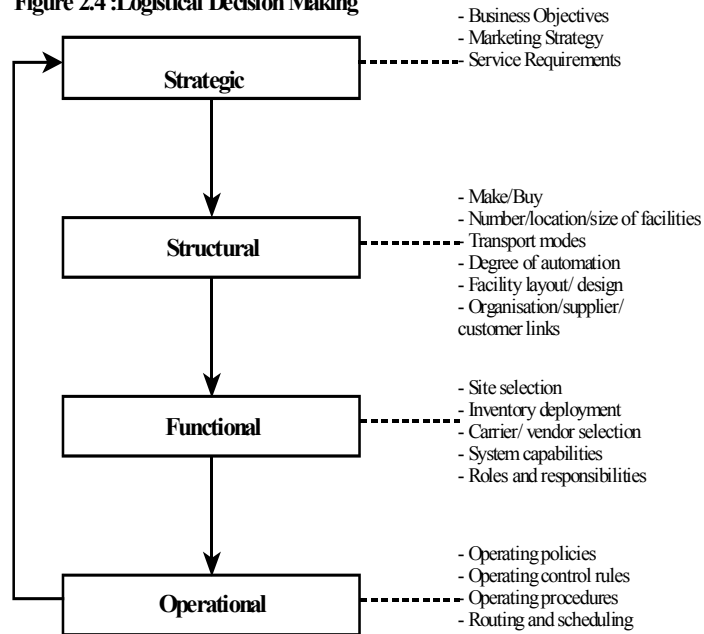 Figure 2.4 :Logistical Decision Making
Strategic
- Business Objectives
- Marketing Strategy
- Service Requirements
Structural
- Make/Buy
- Number/location/size of facilities
- Transport modes
- Degree of automation
- Facility layout/ design
- Organisation/supplier/
customer links
Functional
- Site selection
- Inventory deployment
- Carrier/ vendor selection
- System capabilities
- Roles and responsibilities
Operational
- Operating policies
- Operating control rules
- Operating procedures
- Routing and scheduling